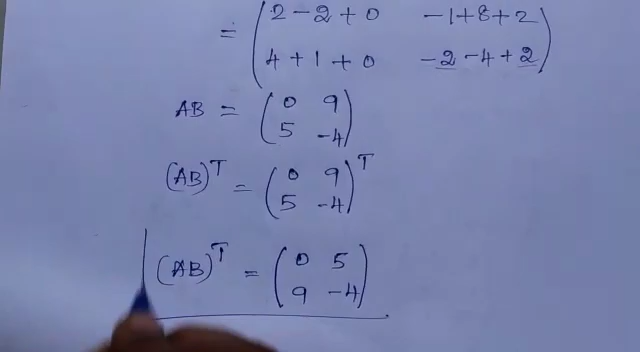 = (2-2+0 -1+8+2
4+1+0 -2-4+2)
AB = (0 9
5 -4)
(AB)^T = (0 9
5 -4)^T
(AB)^T = (0 5
9 -4)